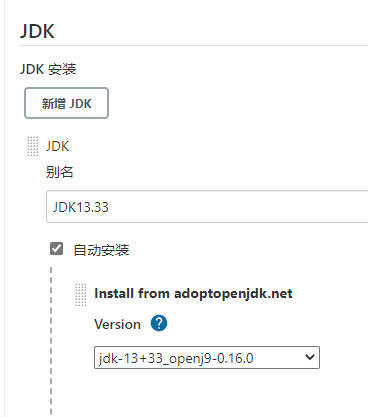 JDK
JDK 安装
新增 JDK
JDK
别名
JDK13.33
自动安装
Install from adoptopenjdk.net
Version ?
jdk-13+33_openj9-0.16.0